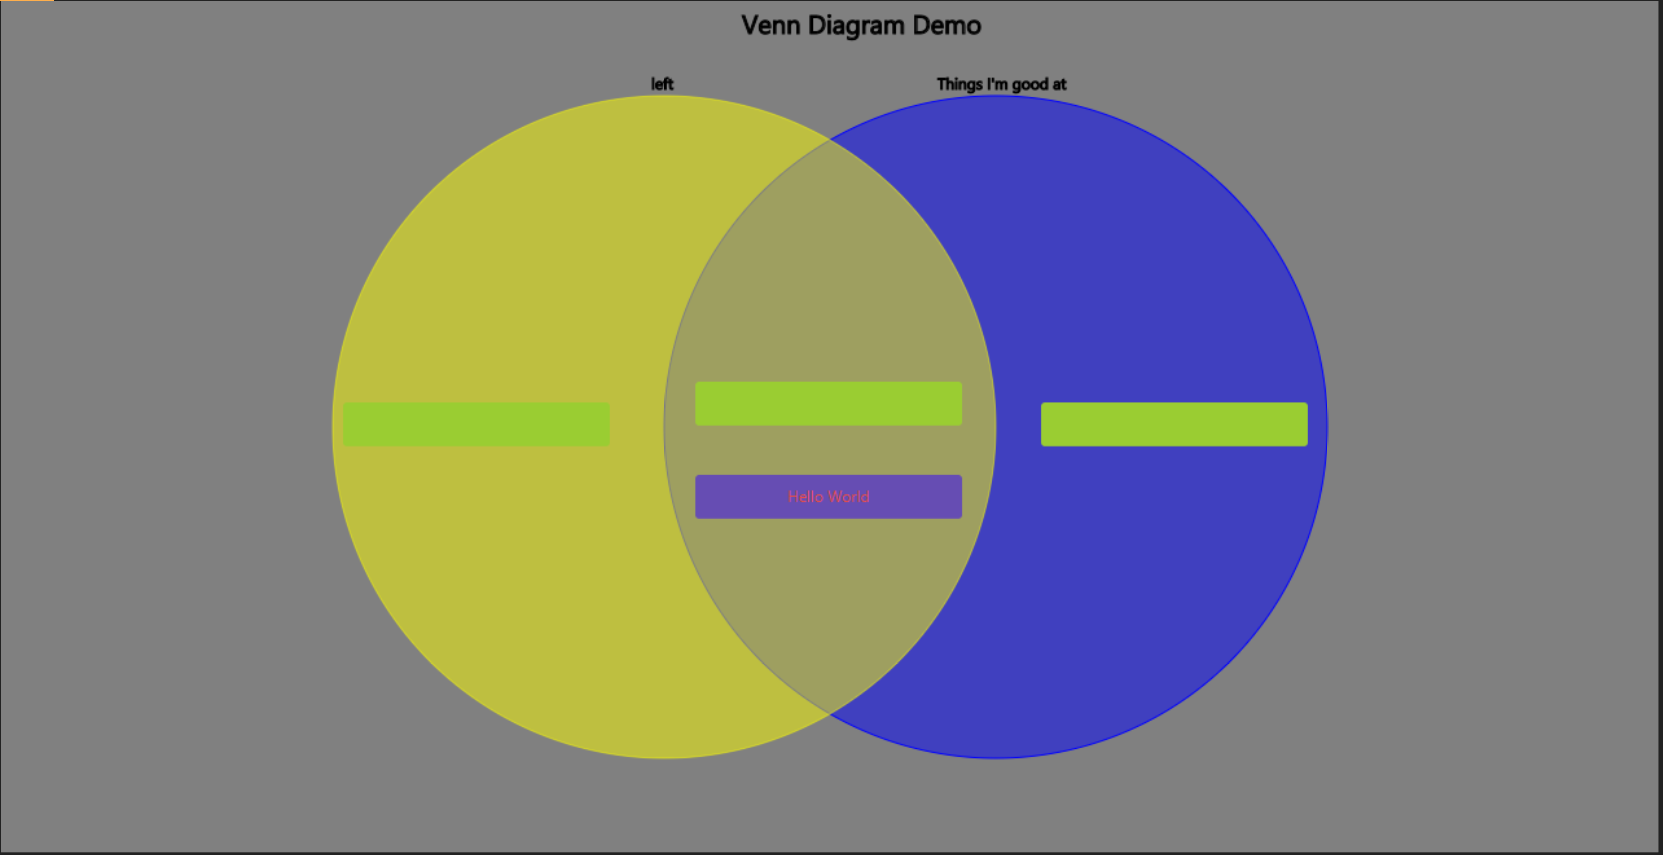 Venn Diagram Demo
left
Things I'm good at
Hello World